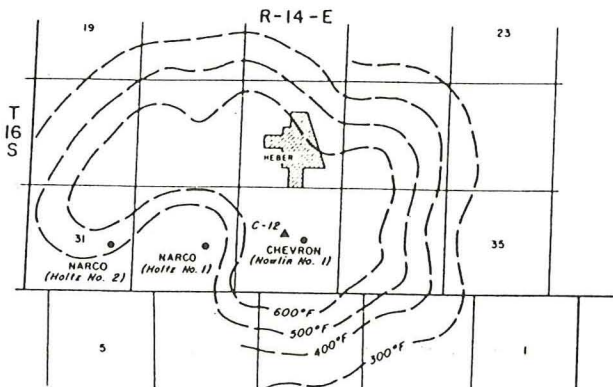 R-14-E
19
23
T
16
S
HEBER
31
C-12
35
NARCO
(Holtz No. 2)
NARCO
(Holtz No. 1)
CHEVRON
(Nowlin No. 1)
600°F
500°F
400°F
300°F
5
1